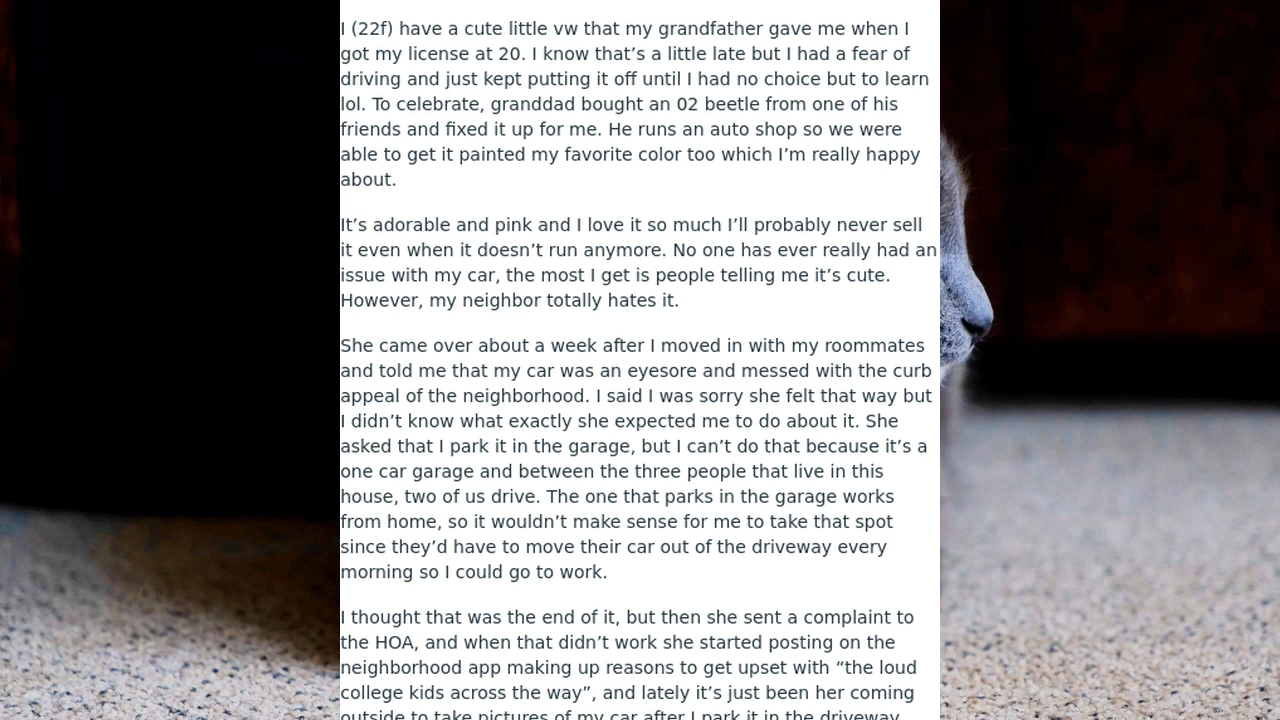 I (22f) have a cute little vw that my grandfather gave me when I
got my license at 20. I know that’s a little late but I had a fear of
driving and just kept putting it off until I had no choice but to learn
lol. To celebrate, granddad bought an 02 beetle from one of his
friends and fixed it up for me. He runs an auto shop so we were
able to get it painted my favorite color too which I’m really happy
about.
It’s adorable and pink and I love it so much I’ll probably never sell
it even when it doesn’t run anymore. No one has ever really had an
issue with my car, the most I get is people telling me it’s cute.
However, my neighbor totally hates it.
She came over about a week after I moved in with my roommates
and told me that my car was an eyesore and messed with the curb
appeal of the neighborhood. I said I was sorry she felt that way but
I didn’t know what exactly she expected me to do about it. She
asked that I park it in the garage, but I can’t do that because it’s a
one car garage and between the three people that live in this
house, two of us drive. The one that parks in the garage works
from home, so it wouldn’t make sense for me to take that spot
since they’d have to move their car out of the driveway every
morning so I could go to work.
I thought that was the end of it, but then she sent a complaint to
the HOA, and when that didn’t work she started posting on the
neighborhood app making up reasons to get upset with “the loud
college kids across the way”, and lately it’s just been her coming
outside to take pictures of my car after I park it in the driveway